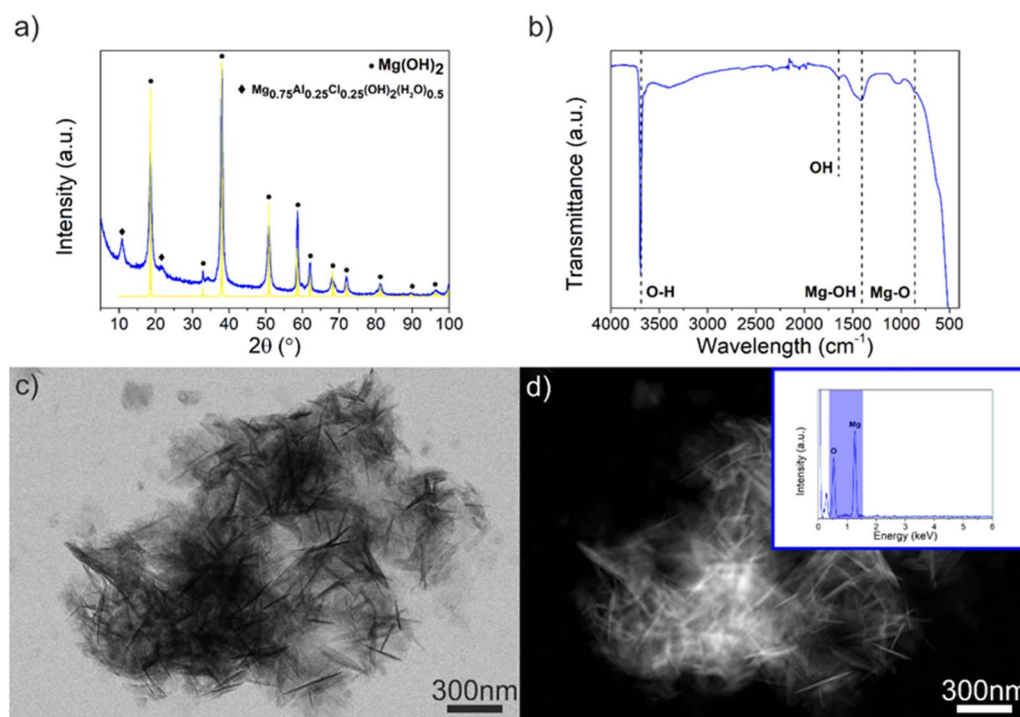 a)
• Mg(OH)2
♦ Mg0.75Al0.25Cl0.25(OH)2(H2O)0.5
Intensity (a.u.)
10 20 30 40 50 60 70 80 90 100
2θ (°)
b)
Transmittance (a.u.)
OH
O-H Mg-OH Mg-O
4000 3500 3000 2500 2000 1500 1000 500
Wavelength (cm-1)
c)
300nm
d)
Intensity (a.u.)
O
Mg
0 1 2 3 4 5 6
Energy (keV)
300nm